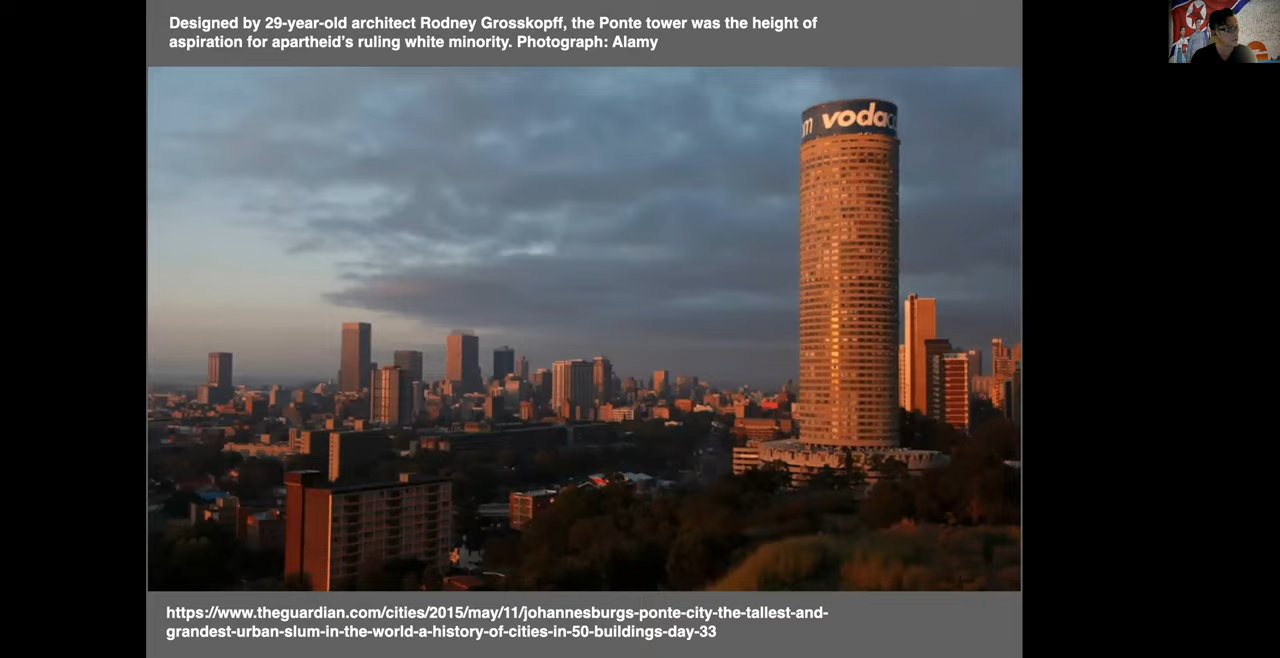 Designed by 29-year-old architect Rodney Grosskopff, the Ponte tower was the height of
aspiration for apartheid's ruling white minority. Photograph: Alamy
m vodac
https://www.theguardian.com/cities/2015/may/11/johannesburgs-ponte-city-the-tallest-and-
grandest-urban-slum-in-the-world-a-history-of-cities-in-50-buildings-day-33